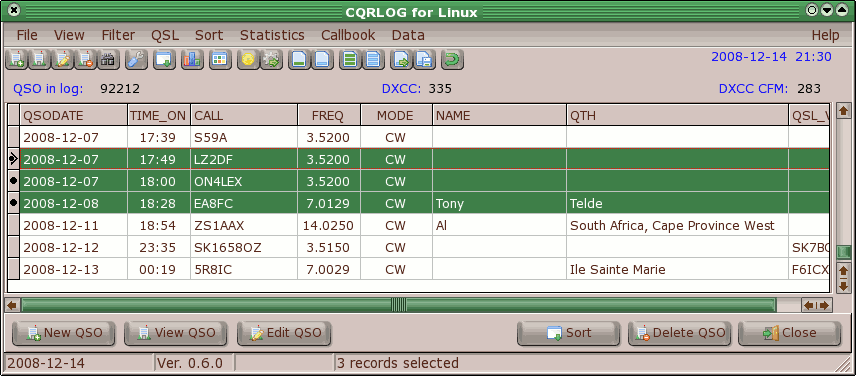 CQRLOG for Linux
File View Filter QSL Sort Statistics Callbook Data Help
2008-12-14 21:30
QSO in log: 92212 DXCC: 335 DXCC CFM: 283
QSODATE TIME_ON CALL FREQ MODE NAME QTH QSL_V
2008-12-07 17:39 S59A 3.5200 CW
2008-12-07 17:49 LZ2DF 3.5200 CW
2008-12-07 18:00 ON4LEX 3.5200 CW
2008-12-08 18:28 EA8FC 7.0129 CW Tony Telde
2008-12-11 18:54 ZS1AAX 14.0250 CW Al South Africa, Cape Province West
2008-12-12 23:35 SK1658OZ 3.5150 CW SK7BQ
2008-12-13 00:19 5R8IC 7.0029 CW Ile Sainte Marie F6ICX
New QSO View QSO Edit QSO Sort Delete QSO Close
2008-12-14 Ver. 0.6.0 3 records selected